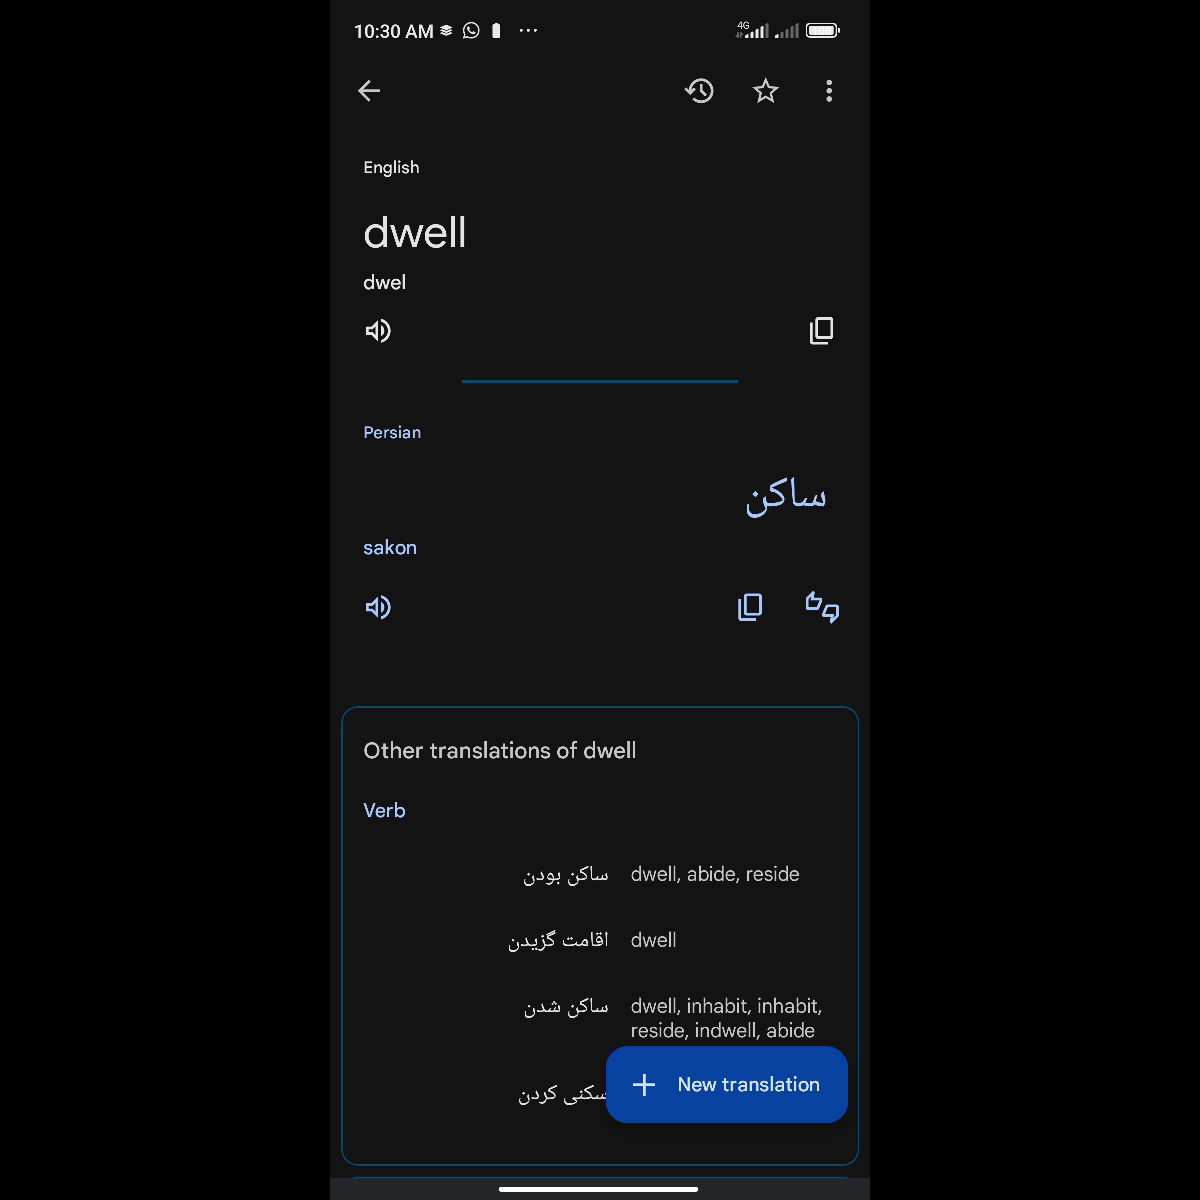 10:30 AM
4G
English
dwell
dwel
Persian
ساکن
sakon
Other translations of dwell
Verb
ساکن بودن dwell, abide, reside
اقامت گزیدن dwell
ساکن شدن dwell, inhabit, inhabit,
reside, indwell, abide
سکنی کردن
New translation